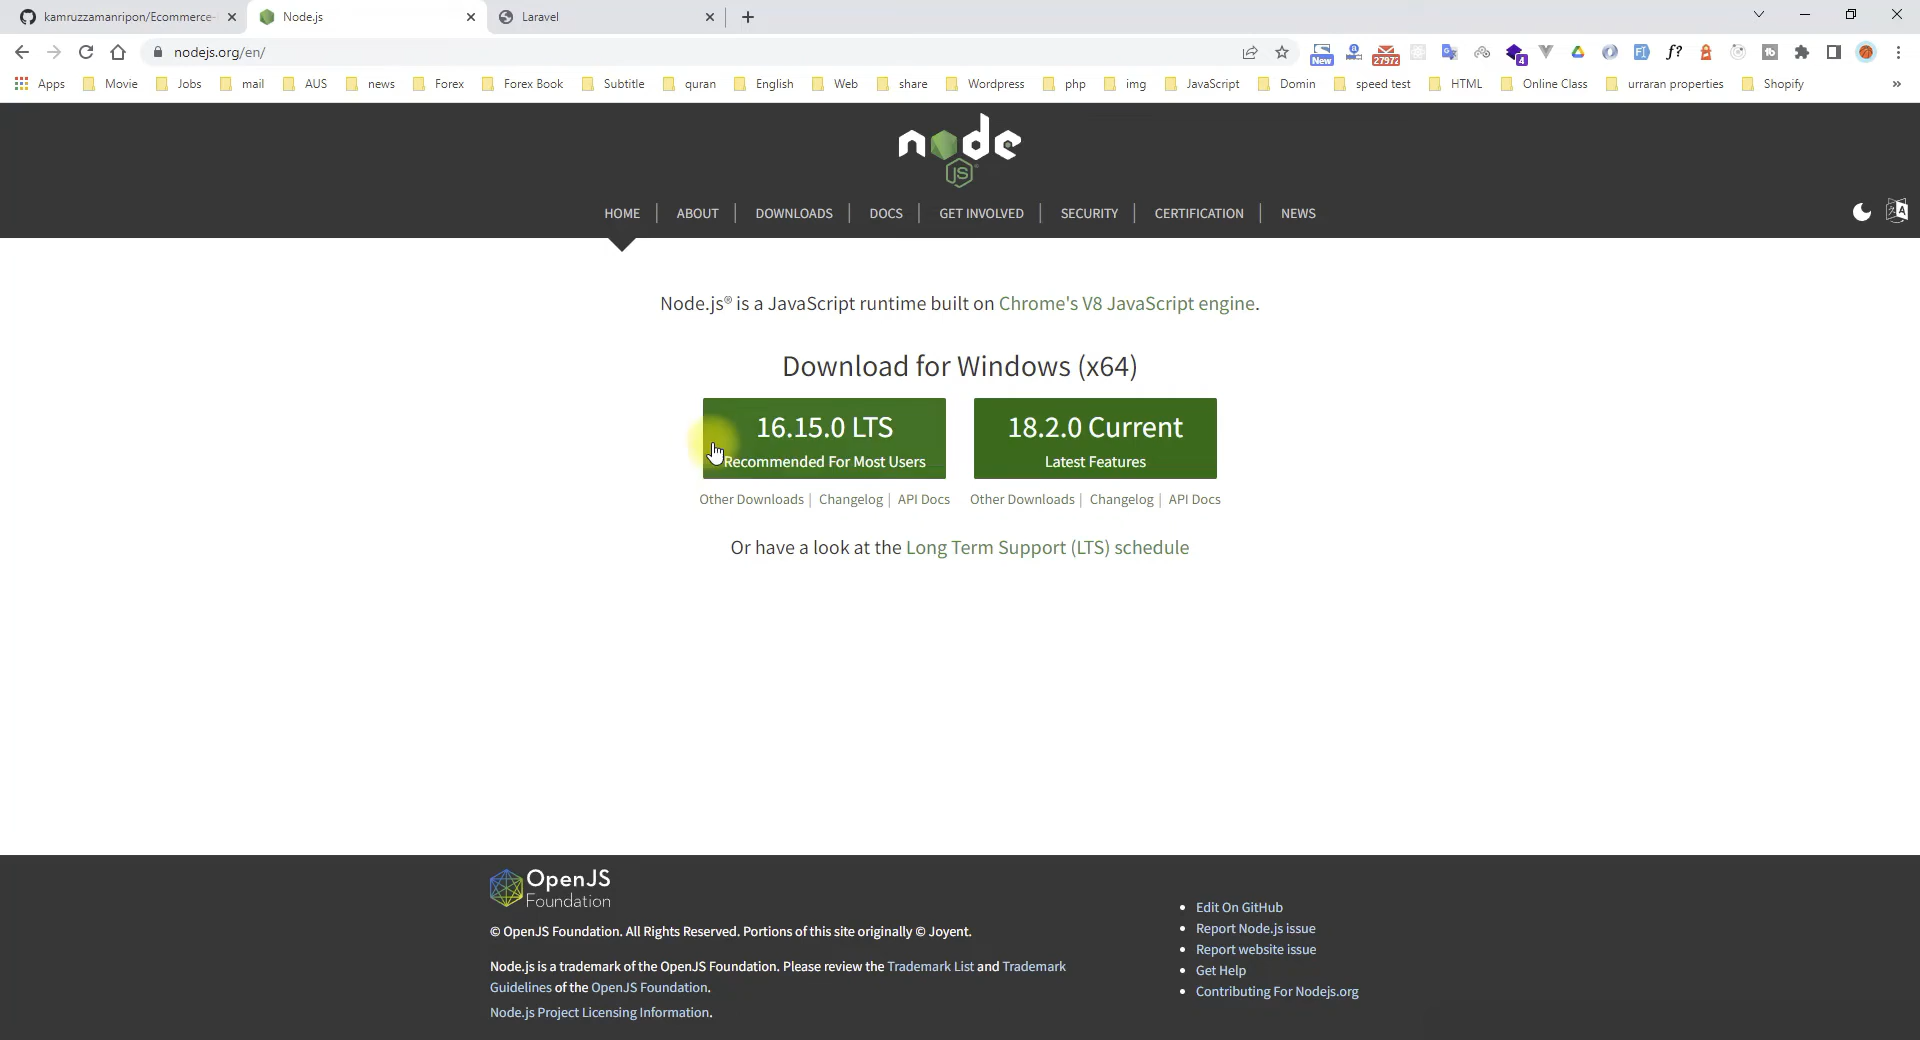 kamruzzamanripon/Ecommerce-
Node.js
Laravel
nodejs.org/en/
New
27972
4
Apps
Movie
Jobs
mail
AUS
news
Forex
Forex Book
Subtitle
quran
English
Web
share
Wordpress
php
img
JavaScript
Domin
speed test
HTML
Online Class
urraran properties
Shopify
node
JS
HOME
ABOUT
DOWNLOADS
DOCS
GET INVOLVED
SECURITY
CERTIFICATION
NEWS
Node.js® is a JavaScript runtime built on Chrome's V8 JavaScript engine.
Download for Windows (x64)
16.15.0 LTS
Recommended For Most Users
18.2.0 Current
Latest Features
Other Downloads | Changelog | API Docs
Other Downloads | Changelog | API Docs
Or have a look at the Long Term Support (LTS) schedule
OpenJS
Foundation
© OpenJS Foundation. All Rights Reserved. Portions of this site originally © Joyent.
Node.js is a trademark of the OpenJS Foundation. Please review the Trademark List and Trademark
Guidelines of the OpenJS Foundation.
Node.js Project Licensing Information.
Edit On GitHub
Report Node.js issue
Report website issue
Get Help
Contributing For Nodejs.org